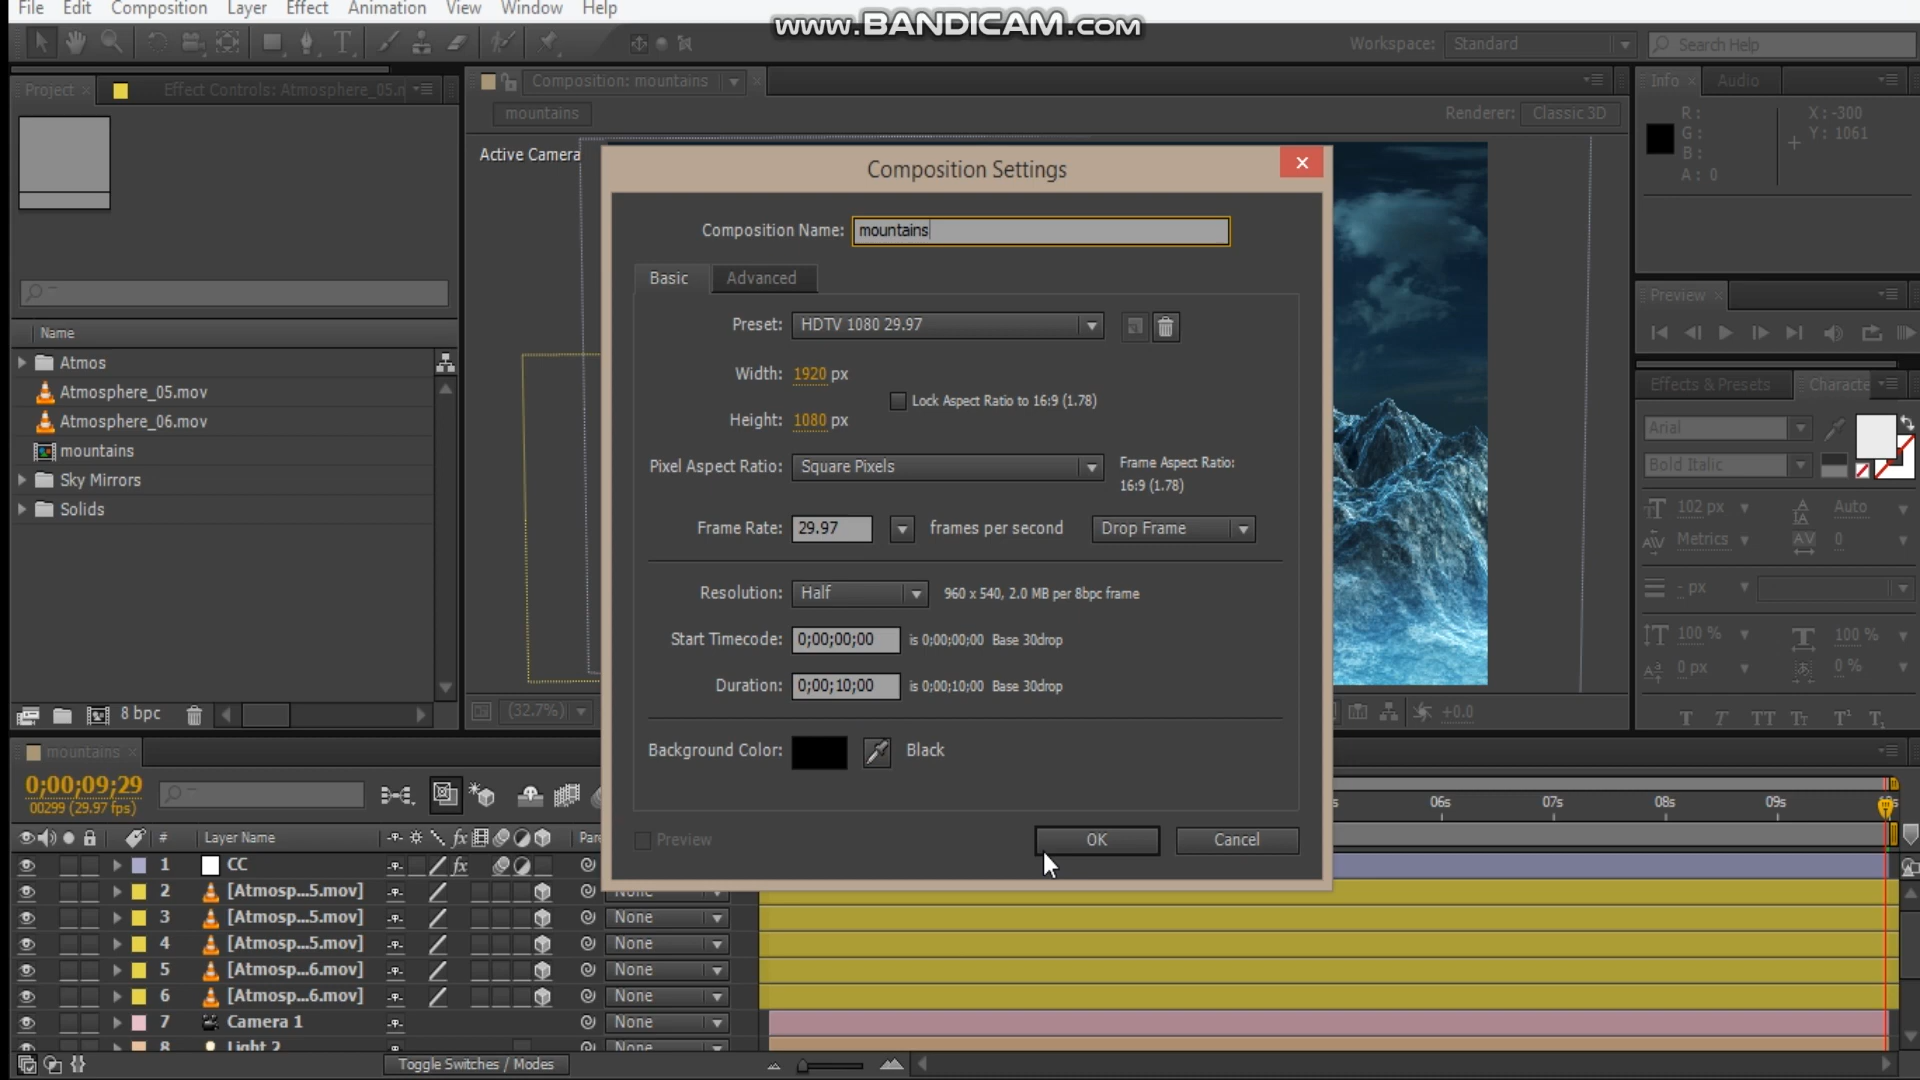 File Edit Composition Layer Effect Animation View Window Help
www.BANDICAM.com
Workspace: Standard
Search Help
Project
Effect Controls: Atmosphere_05.n
Composition: mountains
mountains
Renderer: Classic 3D
Active Camera
Info Audio
R: X: -300
G: Y: 1061
B:
A: 0
Composition Settings
Composition Name: mountains
Basic Advanced
Preset: HDTV 1080 29.97
Width: 1920 px
Lock Aspect Ratio to 16:9 (1.78)
Height: 1080 px
Pixel Aspect Ratio: Square Pixels
Frame Aspect Ratio:
16:9 (1.78)
Frame Rate: 29.97 frames per second Drop Frame
Resolution: Half 960 x 540, 2.0 MB per 8bpc frame
Start Timecode: 0;00;00;00 is 0;00;00;00 Base 30drop
Duration: 0;00;10;00 is 0;00;10;00 Base 30drop
Background Color: Black
Preview OK Cancel
Name
Atmos
Atmosphere_05.mov
Atmosphere_06.mov
mountains
Sky Mirrors
Solids
8 bpc
(32.7%)
+0.0
Preview
Effects & Presets Characte
Arial
Bold Italic
102 px Auto
Metrics 0
- px
100 % 100 %
0 px 0 %
T T TT Tt T¹ T₁
mountains
0;00;09;29
00299 (29.97 fps)
06s 07s 08s 09s
# Layer Name Pare
1 CC
2 [Atmosp...5.mov] None
3 [Atmosp...5.mov] None
4 [Atmosp...5.mov] None
5 [Atmosp...6.mov] None
6 [Atmosp...6.mov] None
7 Camera 1 None
8 Light 2 None
Toggle Switches / Modes